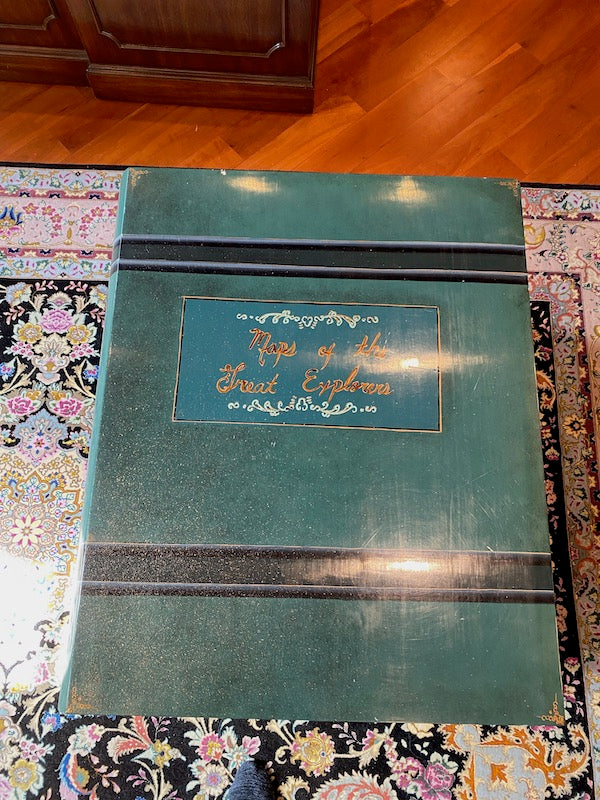 Maps of the
Great Explorers